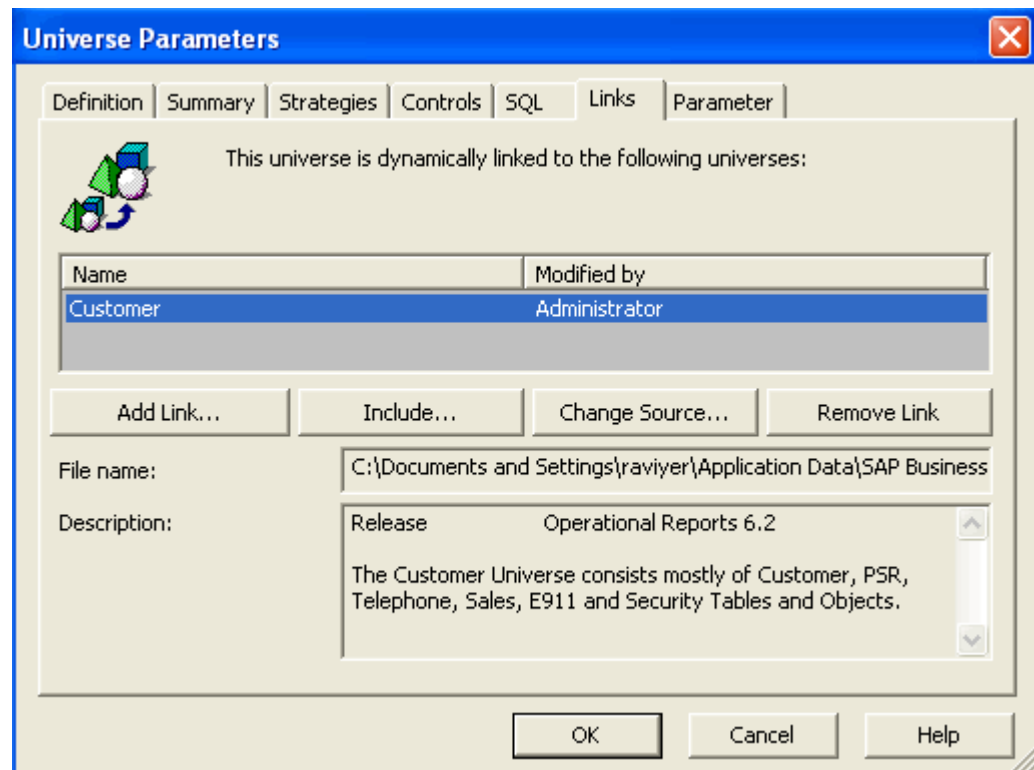 Universe Parameters
Definition Summary Strategies Controls SQL Links Parameter
This universe is dynamically linked to the following universes:
Name Modified by
Customer Administrator
Add Link... Include... Change Source... Remove Link
File name: C:\Documents and Settings\raviyer\Application Data\SAP Business
Description: Release Operational Reports 6.2
The Customer Universe consists mostly of Customer, PSR,
Telephone, Sales, E911 and Security Tables and Objects.
OK Cancel Help